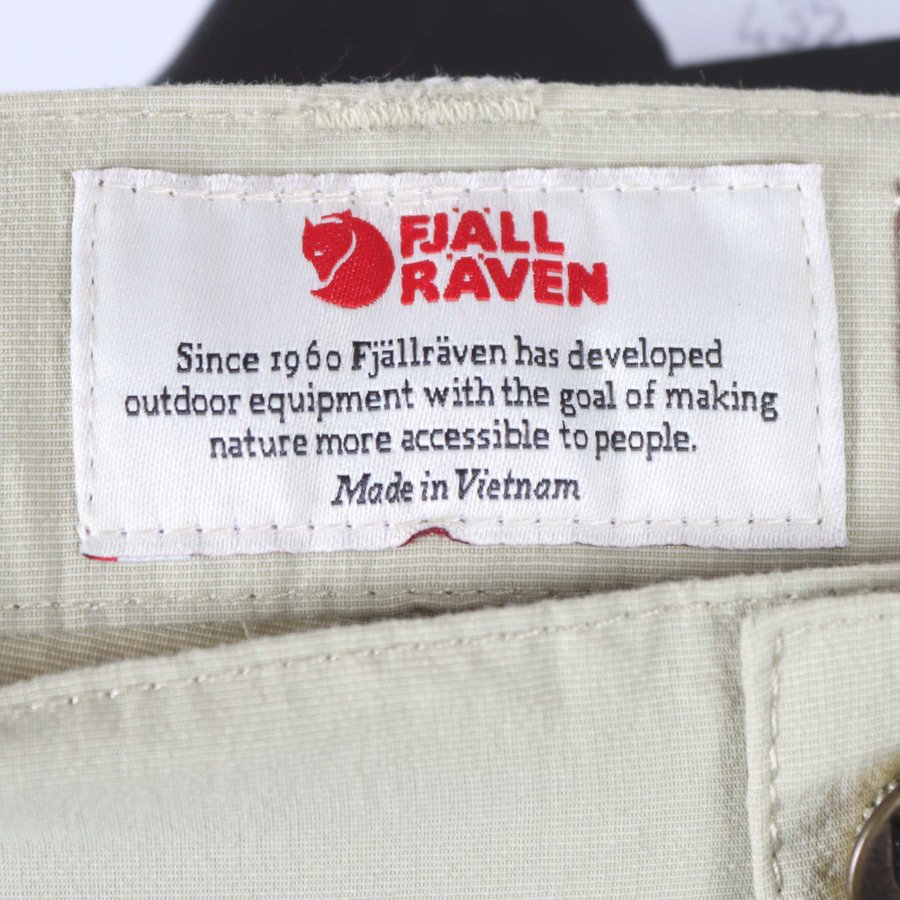 432
FJÄLL
RÄVEN
Since 1960 Fjällräven has developed
outdoor equipment with the goal of making
nature more accessible to people.
Made in Vietnam